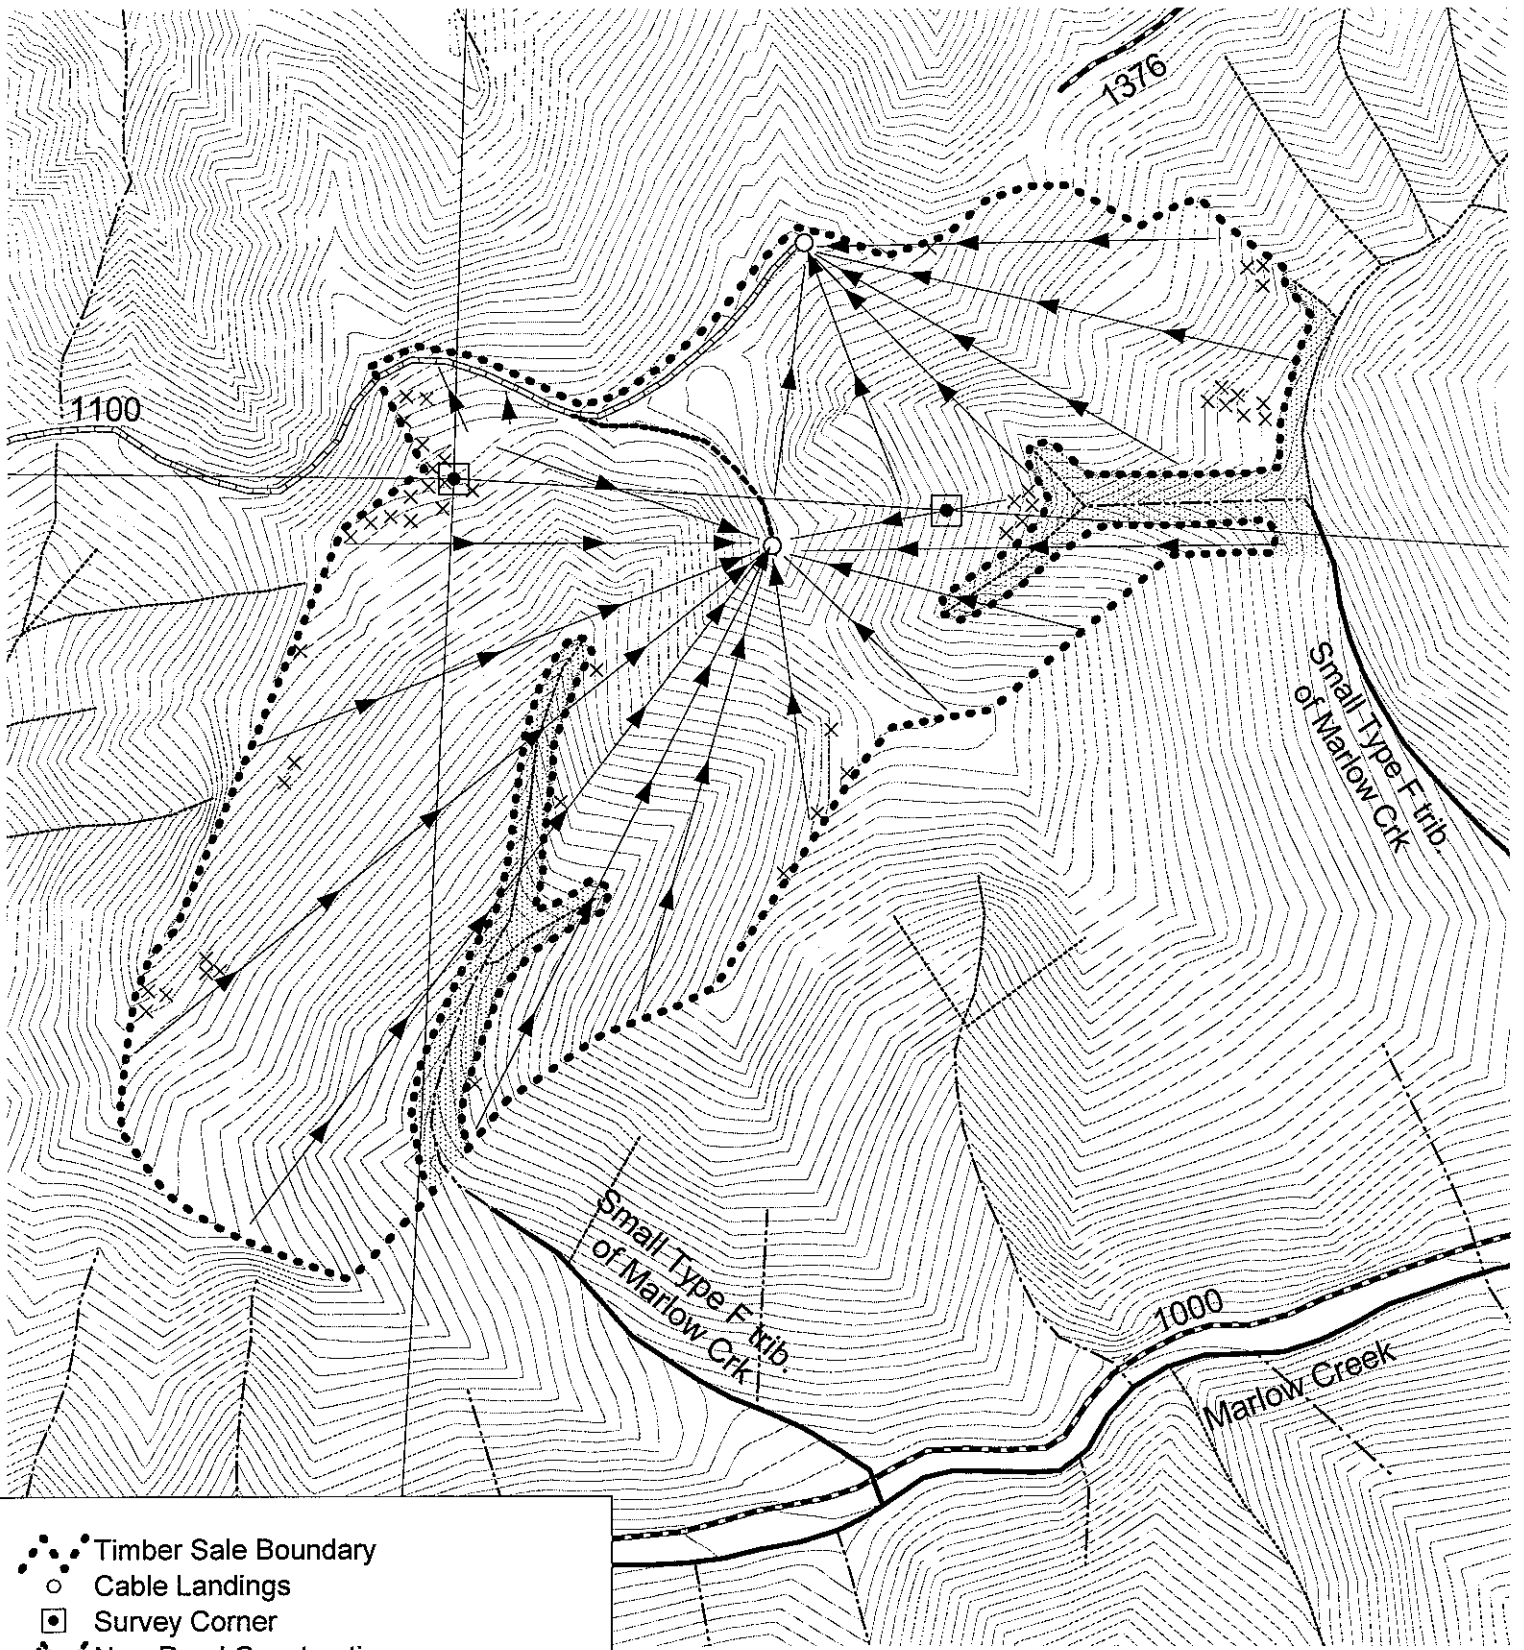 1376
1100
Small Type F trib.
of Marlow Crk
Small Type F trib.
of Marlow Crk
1000
Marlow Creek
Timber Sale Boundary
Cable Landings
Survey Corner